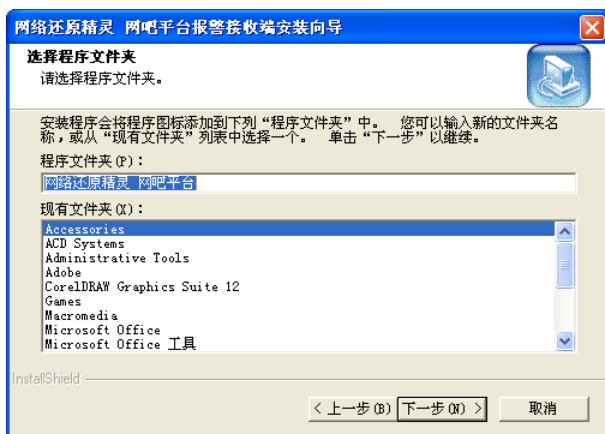 网络还原精灵 网吧平台报警接收端安装向导
选择程序文件夹
请选择程序文件夹。
安装程序会将程序图标添加到下列“程序文件夹”中。 您可以输入新的文件夹名
称，或从“现有文件夹”列表中选择一个。 单击“下一步”以继续。
程序文件夹(P)：
网络还原精灵 网吧平台
现有文件夹(X)：
Accessories
ACD Systems
Administrative Tools
Adobe
CorelDRAW Graphics Suite 12
Games
Macromedia
Microsoft Office
Microsoft Office 工具
InstallShield
< 上一步(B) 下一步(N) > 取消